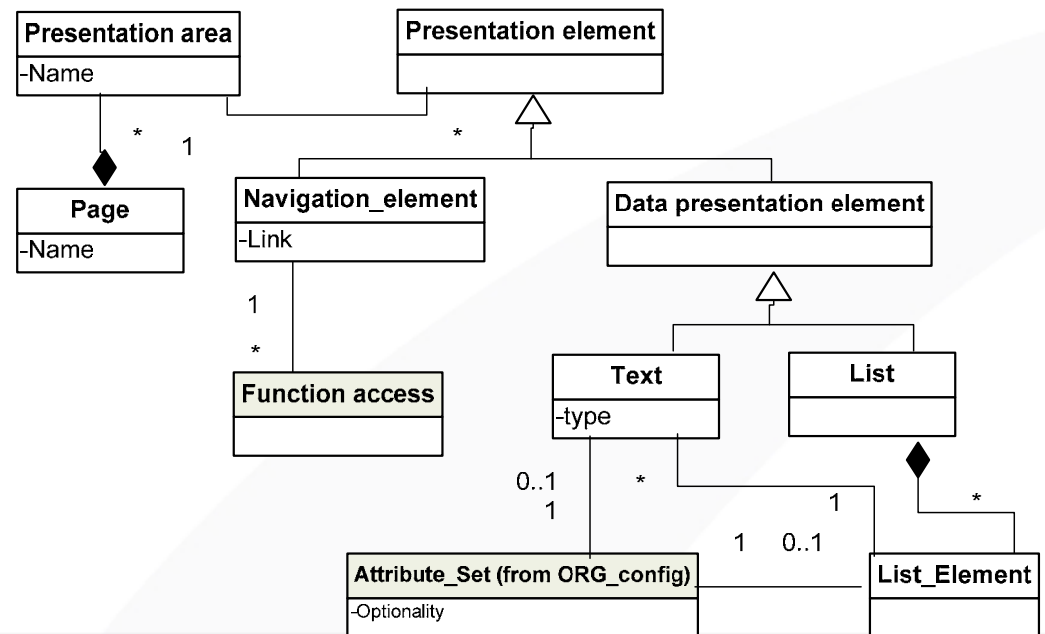 Presentation area
-Name
Presentation element
*
1
*
Page
-Name
Navigation_element
-Link
Data presentation element
1
*
Function access
Text
-type
List
0..1
1
*
1
*
1
0..1
Attribute_Set (from ORG_config)
-Optionality
List_Element